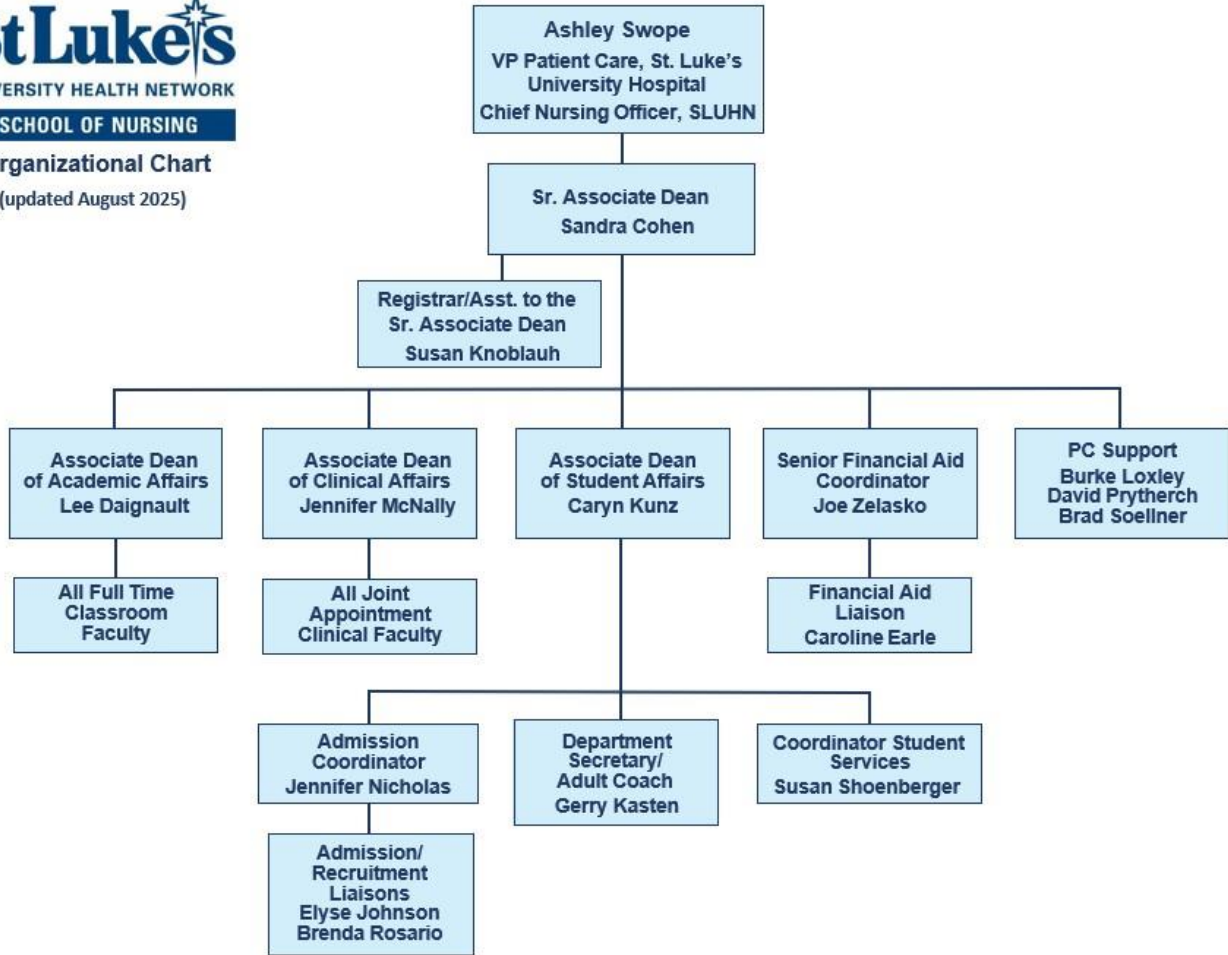 St Luke's
UNIVERSITY HEALTH NETWORK
SCHOOL OF NURSING
Organizational Chart
(updated August 2025)
Ashley Swope
VP Patient Care, St. Luke's
University Hospital
Chief Nursing Officer, SLUHN
Sr. Associate Dean
Sandra Cohen
Registrar/Asst. to the
Sr. Associate Dean
Susan Knoblauh
Associate Dean
of Academic Affairs
Lee Daignault
Associate Dean
of Clinical Affairs
Jennifer McNally
Associate Dean
of Student Affairs
Caryn Kunz
Senior Financial Aid
Coordinator
Joe Zelasko
PC Support
Burke Loxley
David Prytherch
Brad Soellner
All Full Time
Classroom
Faculty
All Joint
Appointment
Clinical Faculty
Financial Aid
Liaison
Caroline Earle
Admission
Coordinator
Jennifer Nicholas
Department
Secretary/
Adult Coach
Gerry Kasten
Coordinator Student
Services
Susan Shoenberger
Admission/
Recruitment
Liaisons
Elyse Johnson
Brenda Rosario